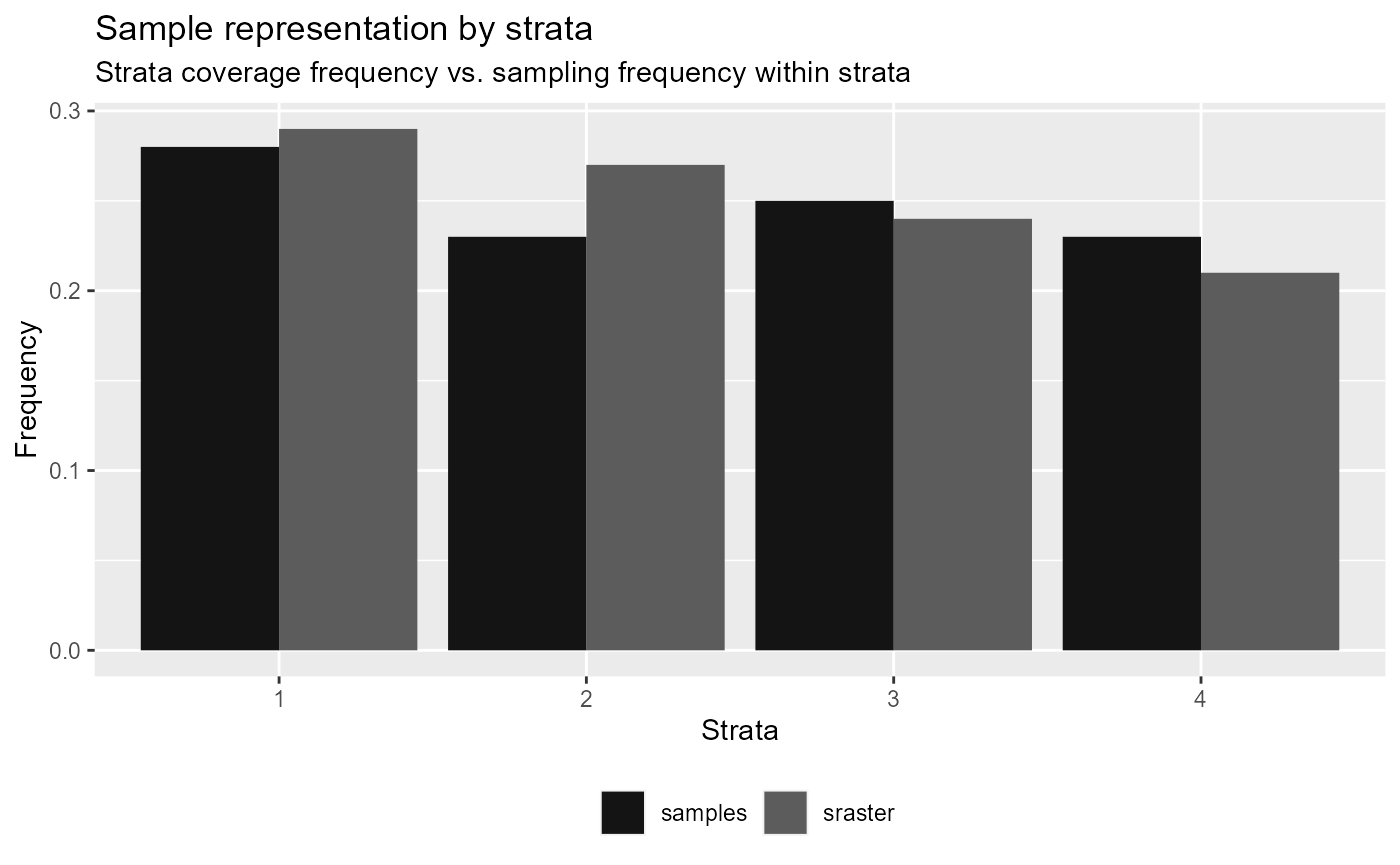 Sample representation by strata
Strata coverage frequency vs. sampling frequency within strata
0.3
0.2
0.1
0.0
Frequency
1 2 3 4
Strata
samples sraster